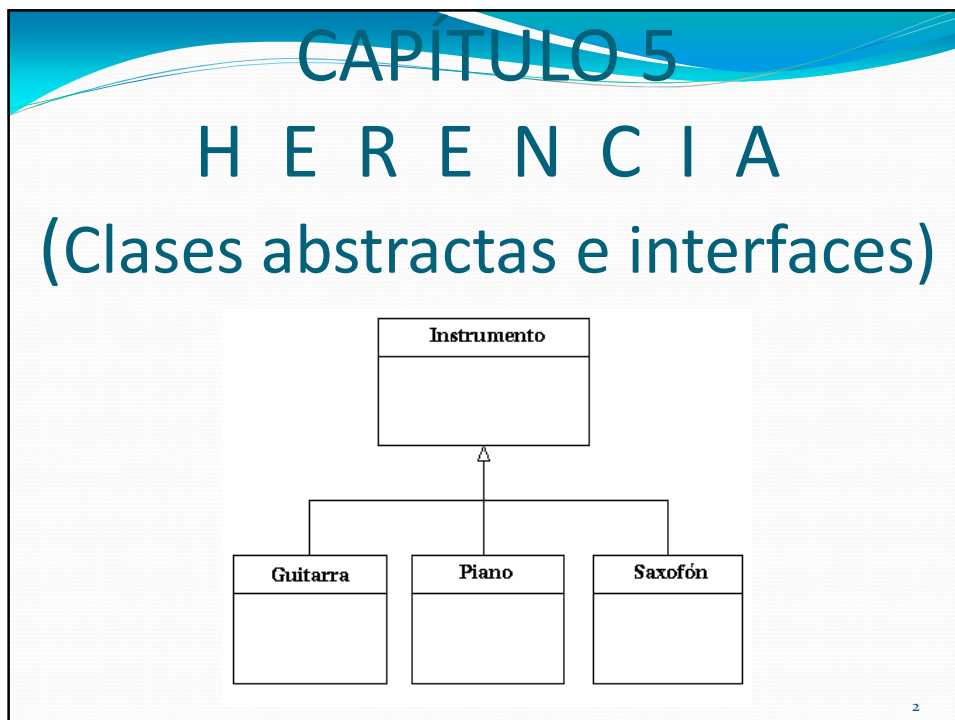 CAPÍTULO 5
H E R E N C I A
(Clases abstractas e interfaces)
Instrumento
Guitarra
Piano
Saxofón
2